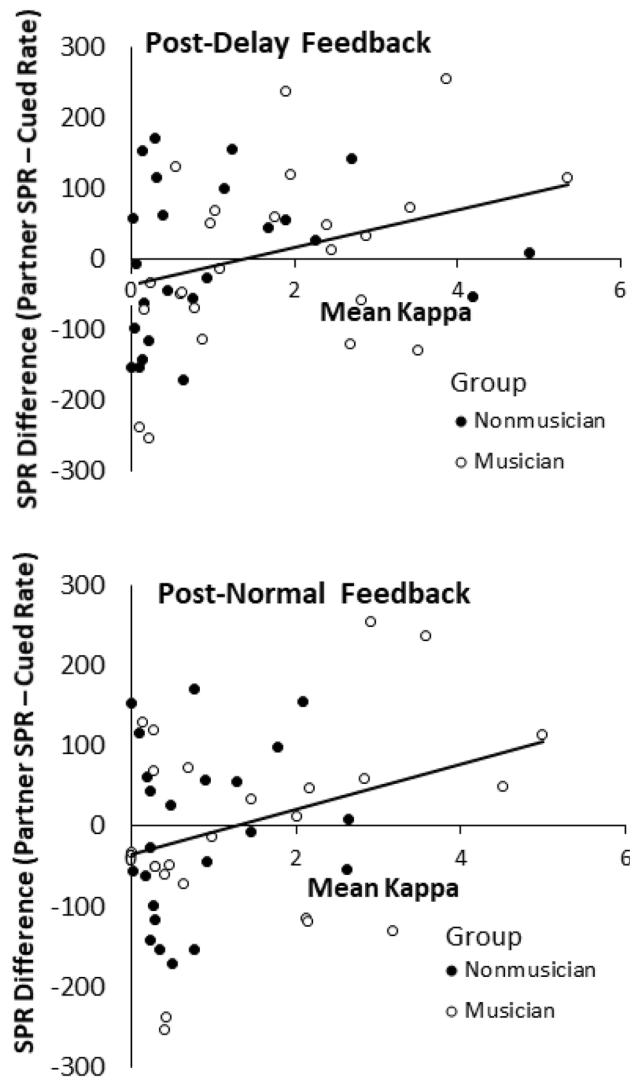 Post-Delay Feedback
SPR Difference (Partner SPR – Cued Rate)
300
200
100
0
-100
-200
-300
0
2
4
6
Mean Kappa
Group
Nonmusician
Musician
Post-Normal Feedback
SPR Difference (Partner SPR – Cued Rate)
300
200
100
0
-100
-200
-300
0
2
4
6
Mean Kappa
Group
Nonmusician
Musician